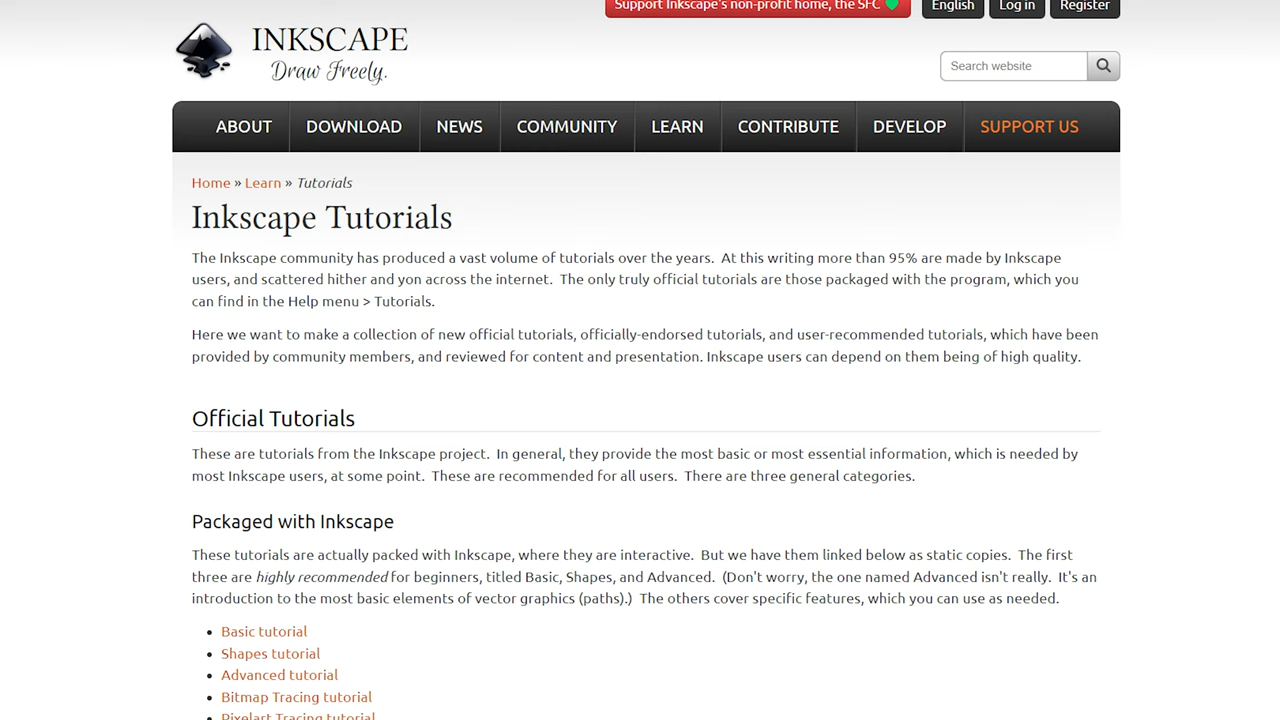 Support Inkscape's non-profit home, the SFC
English
Log in
Register
INKSCAPE
Draw Freely.
Search website
ABOUT
DOWNLOAD
NEWS
COMMUNITY
LEARN
CONTRIBUTE
DEVELOP
SUPPORT US
Home » Learn » Tutorials
Inkscape Tutorials
The Inkscape community has produced a vast volume of tutorials over the years.  At this writing more than 95% are made by Inkscape
users, and scattered hither and yon across the internet.  The only truly official tutorials are those packaged with the program, which you
can find in the Help menu > Tutorials.
Here we want to make a collection of new official tutorials, officially-endorsed tutorials, and user-recommended tutorials, which have been
provided by community members, and reviewed for content and presentation. Inkscape users can depend on them being of high quality.
Official Tutorials
These are tutorials from the Inkscape project.  In general, they provide the most basic or most essential information, which is needed by
most Inkscape users, at some point.  These are recommended for all users.  There are three general categories.
Packaged with Inkscape
These tutorials are actually packed with Inkscape, where they are interactive.  But we have them linked below as static copies.  The first
three are highly recommended for beginners, titled Basic, Shapes, and Advanced.  (Don't worry, the one named Advanced isn't really.  It's an
introduction to the most basic elements of vector graphics (paths).)  The others cover specific features, which you can use as needed.
• Basic tutorial
• Shapes tutorial
• Advanced tutorial
• Bitmap Tracing tutorial
Pixelart Tracing tutorial